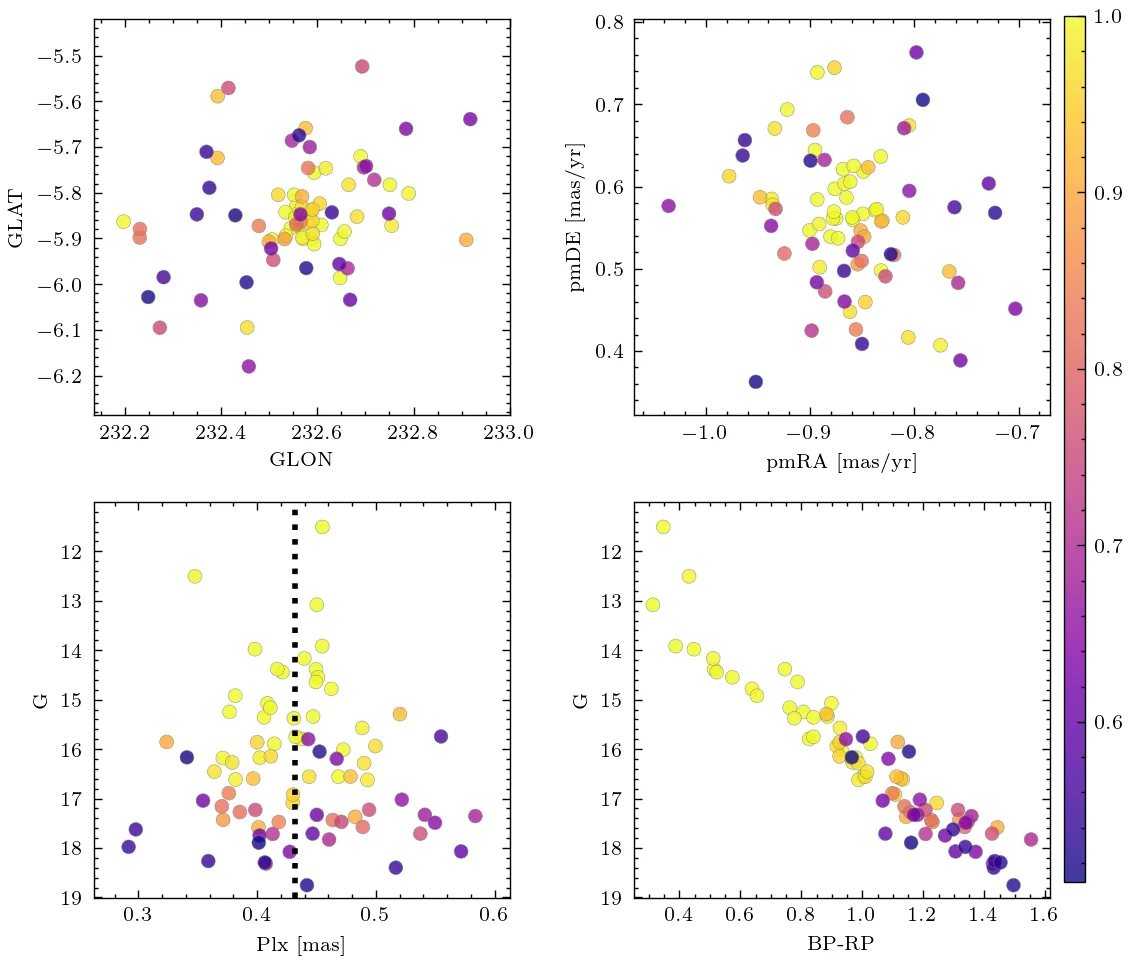 −5.5
−5.6
−5.7
−5.8
−5.9
−6.0
−6.1
−6.2
GLAT
232.2 232.4 232.6 232.8 233.0
GLON
0.8
0.7
0.6
0.5
0.4
pmDE [mas/yr]
−1.0 −0.9 −0.8 −0.7
pmRA [mas/yr]
1.0
0.9
0.8
0.7
0.6
12
13
14
15
16
17
18
19
G
0.3 0.4 0.5 0.6
Plx [mas]
12
13
14
15
16
17
18
19
G
0.4 0.6 0.8 1.0 1.2 1.4 1.6
BP-RP